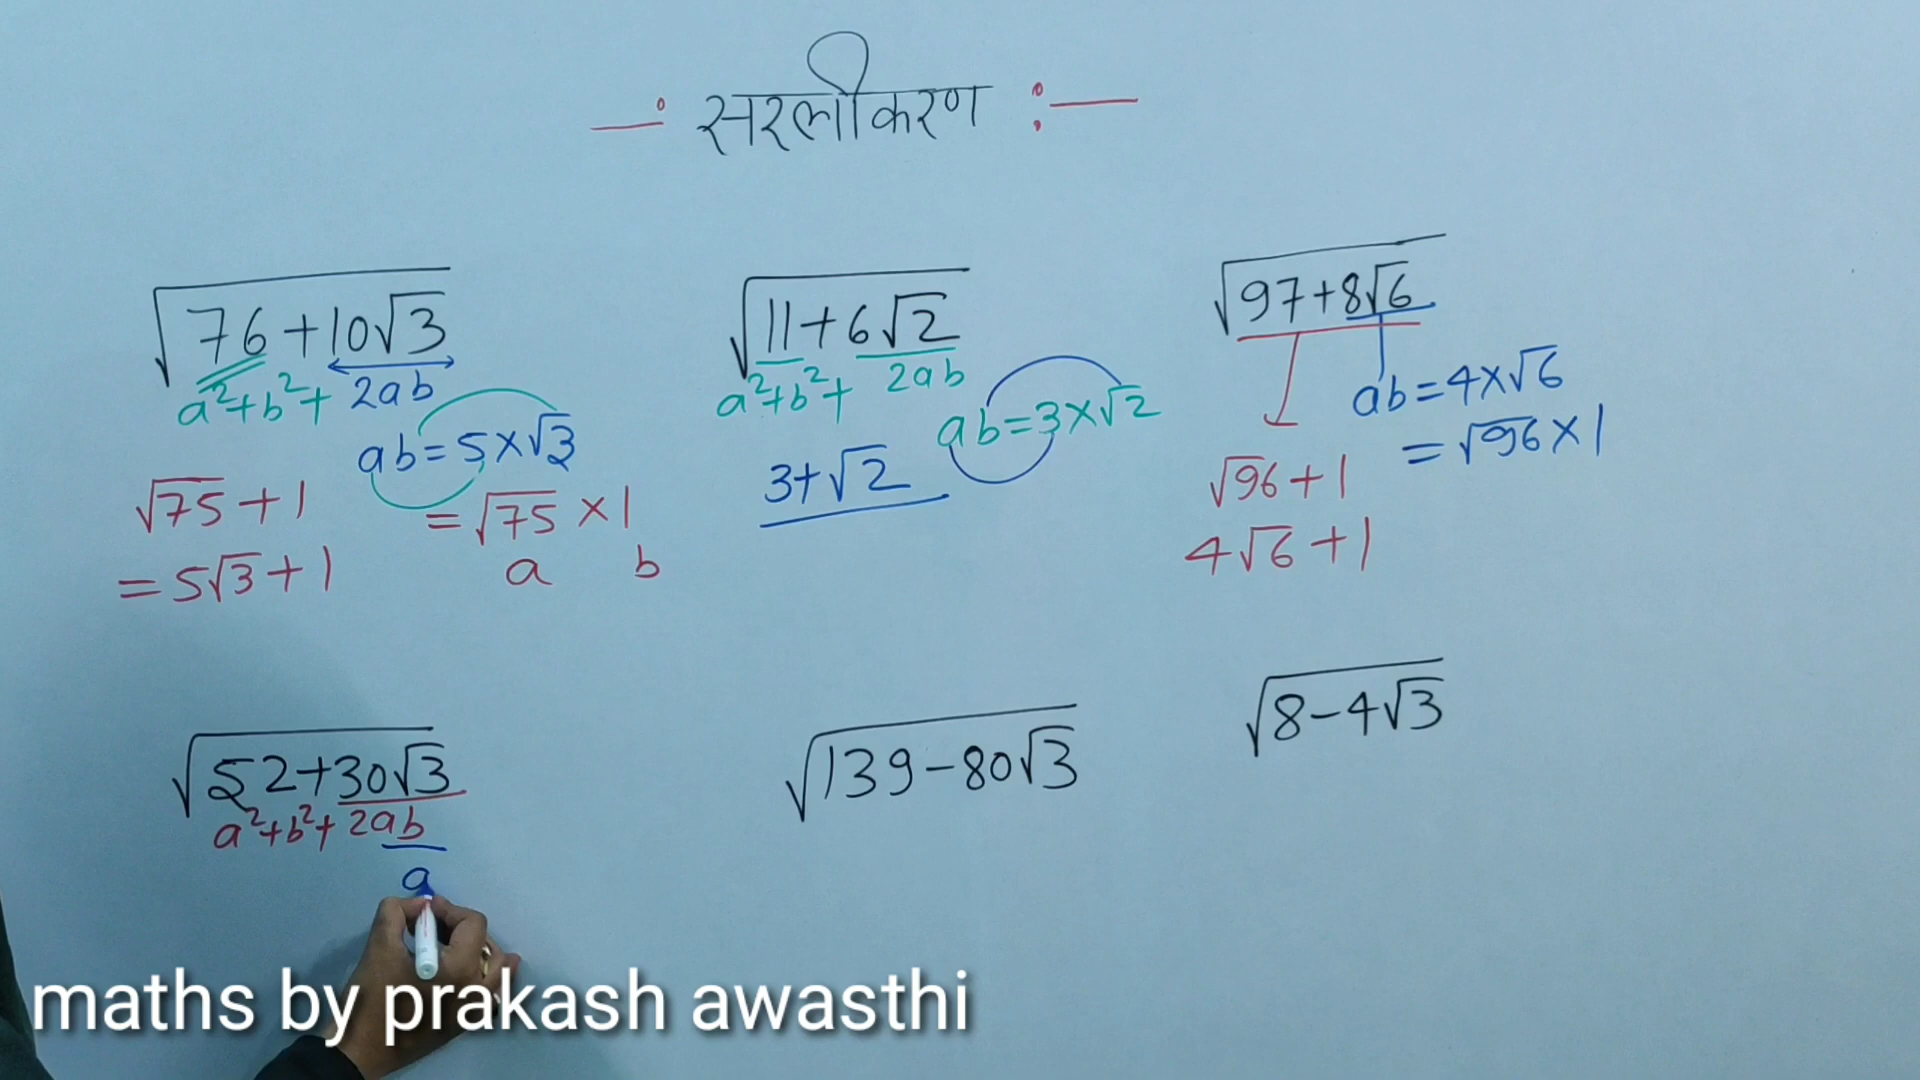 सरलीकरण
√(76+10√3)
a²+b²+ 2ab
ab=5×√3
√75+1
=√75×1
=5√3+1
a b
√(11+6√2)
a²+b²+ 2ab
ab=3×√2
3+√2
√(97+8√6)
ab=4×√6
=√96×1
√96+1
4√6+1
√(52+30√3)
a²+b²+2ab
a
√(139-80√3)
√(8-4√3)
maths by prakash awasthi